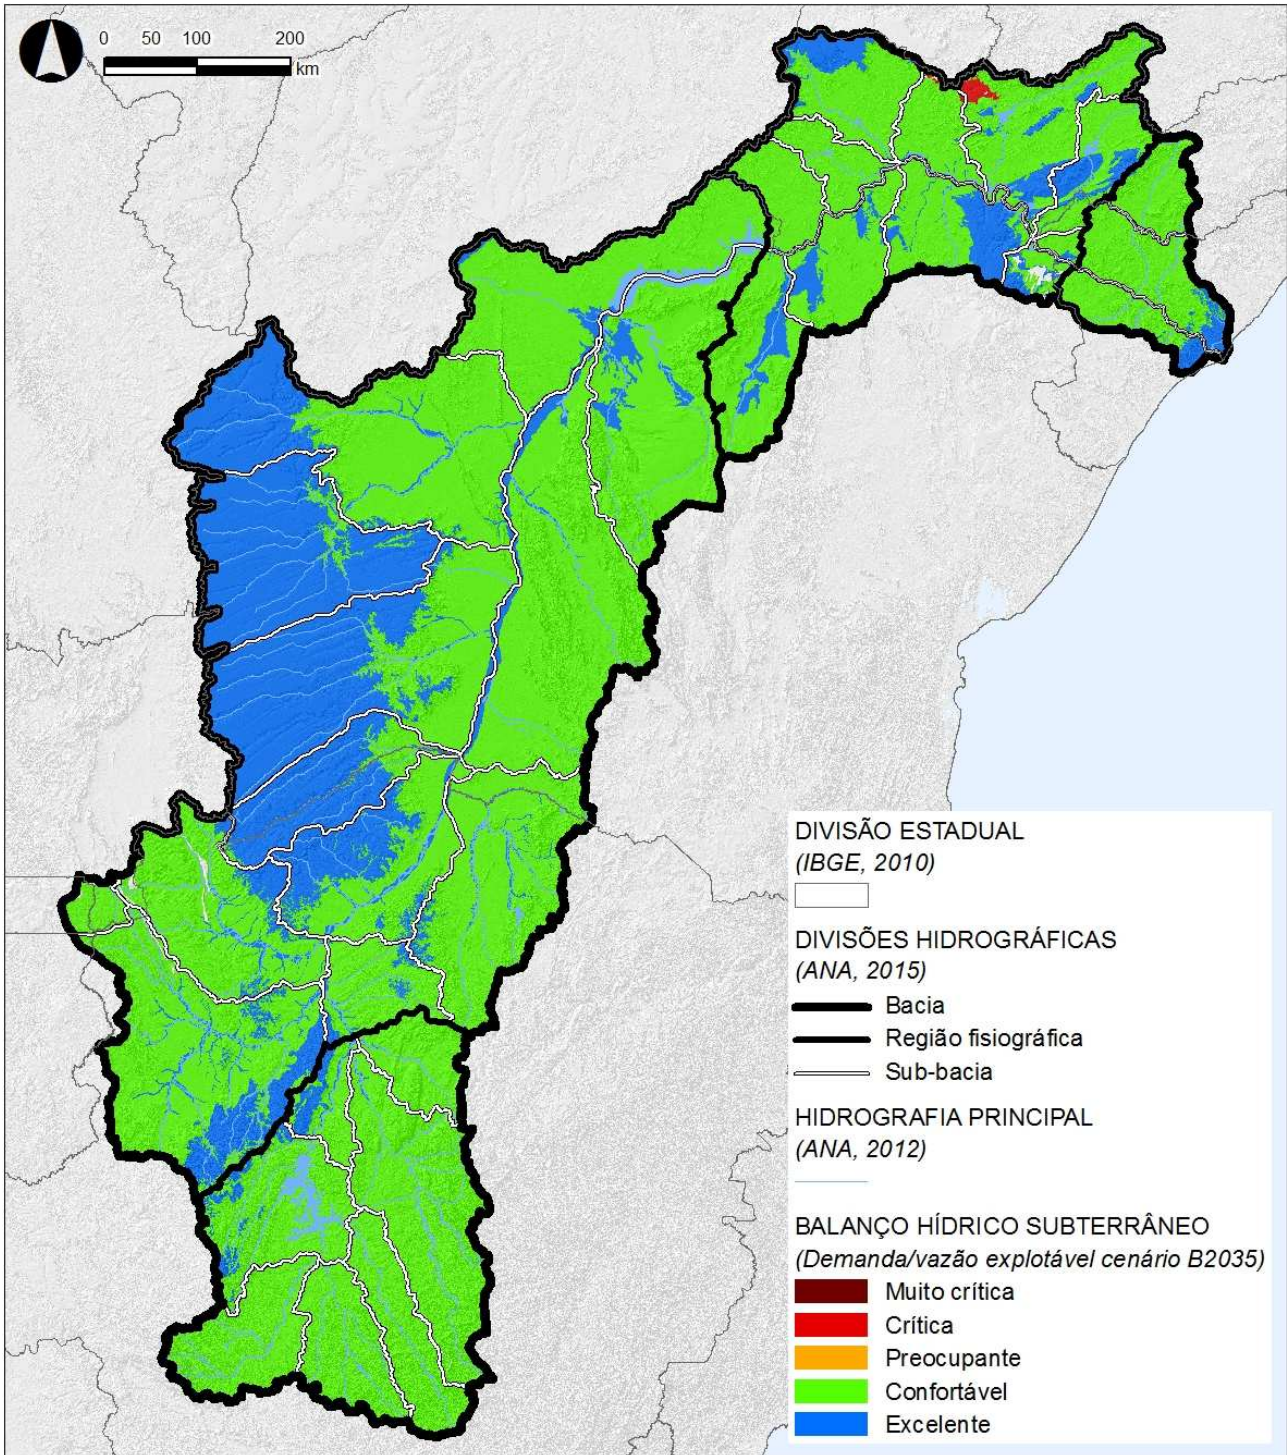 0 50 100 200
km
DIVISÃO ESTADUAL
(IBGE, 2010)
DIVISÕES HIDROGRÁFICAS
(ANA, 2015)
Bacia
Região fisiográfica
Sub-bacia
HIDROGRAFIA PRINCIPAL
(ANA, 2012)
BALANÇO HÍDRICO SUBTERRÂNEO
(Demanda/vazão explotável cenário B2035)
Muito crítica
Crítica
Preocupante
Confortável
Excelente